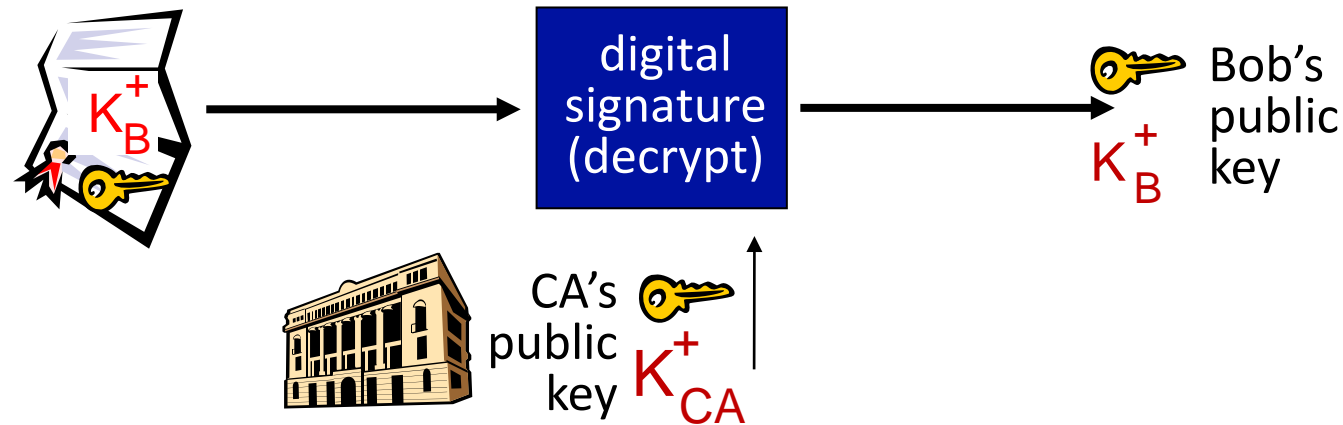 K+B
digital
signature
(decrypt)
K+B
Bob's
public
key
CA's
public
key
K+CA